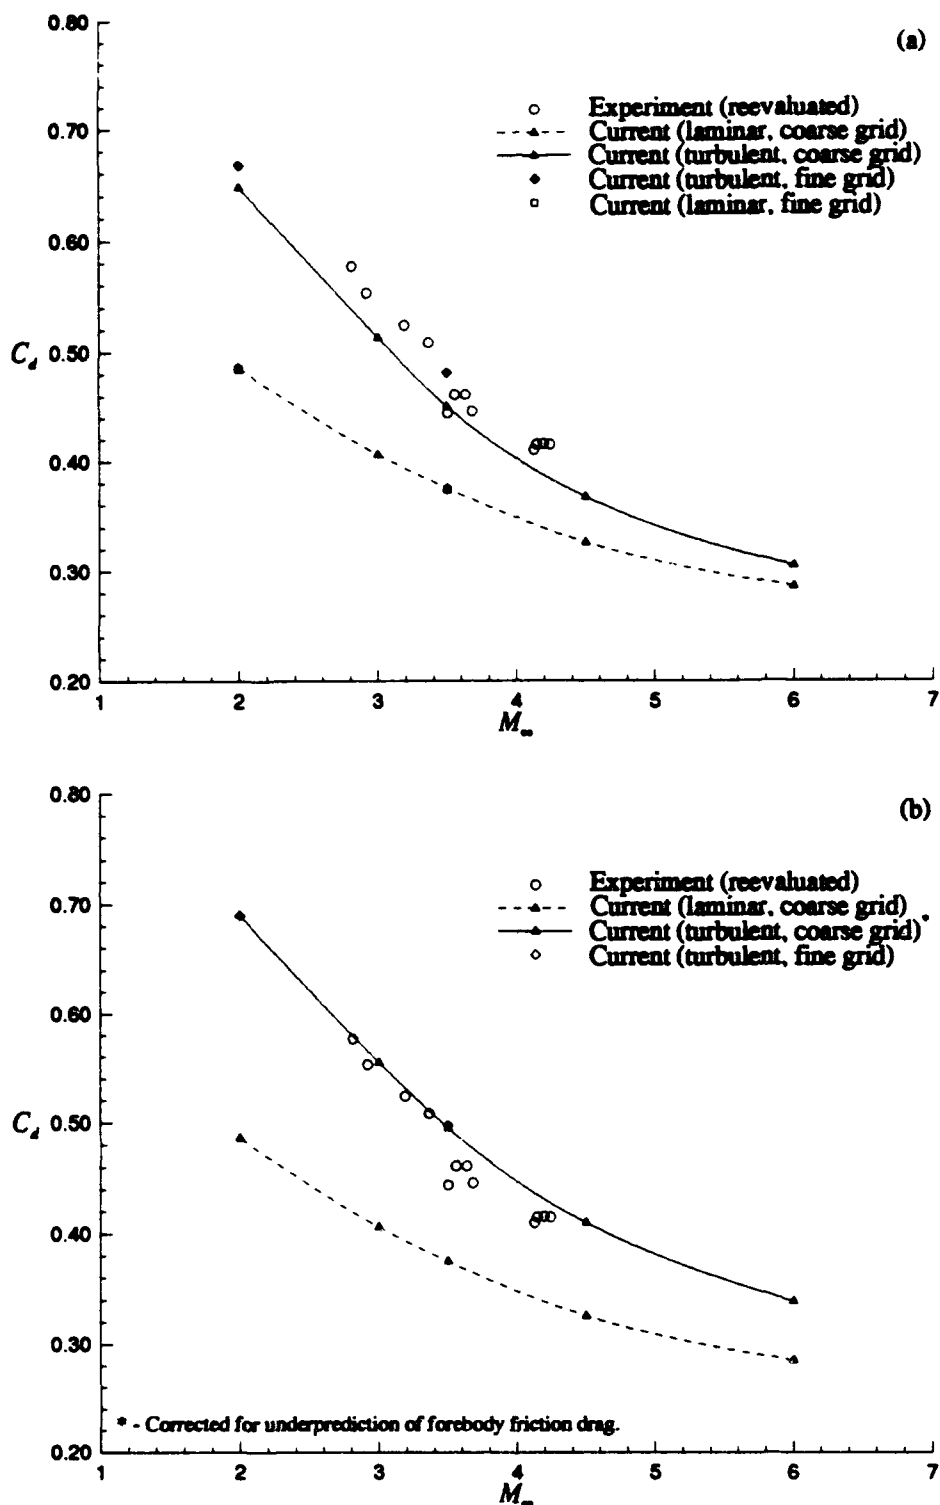 (a)
0.80
0.70
0.60
0.50
0.40
0.30
0.20
C_d
1 2 3 4 5 6 7
M_∞
Experiment (reevaluated)
Current (laminar, coarse grid)
Current (turbulent, coarse grid)
Current (turbulent, fine grid)
Current (laminar, fine grid)
(b)
0.80
0.70
0.60
0.50
0.40
0.30
0.20
C_d
1 2 3 4 5 6 7
M_∞
Experiment (reevaluated)
Current (laminar, coarse grid)
Current (turbulent, coarse grid)*
Current (turbulent, fine grid)
* - Corrected for underprediction of forebody friction drag.